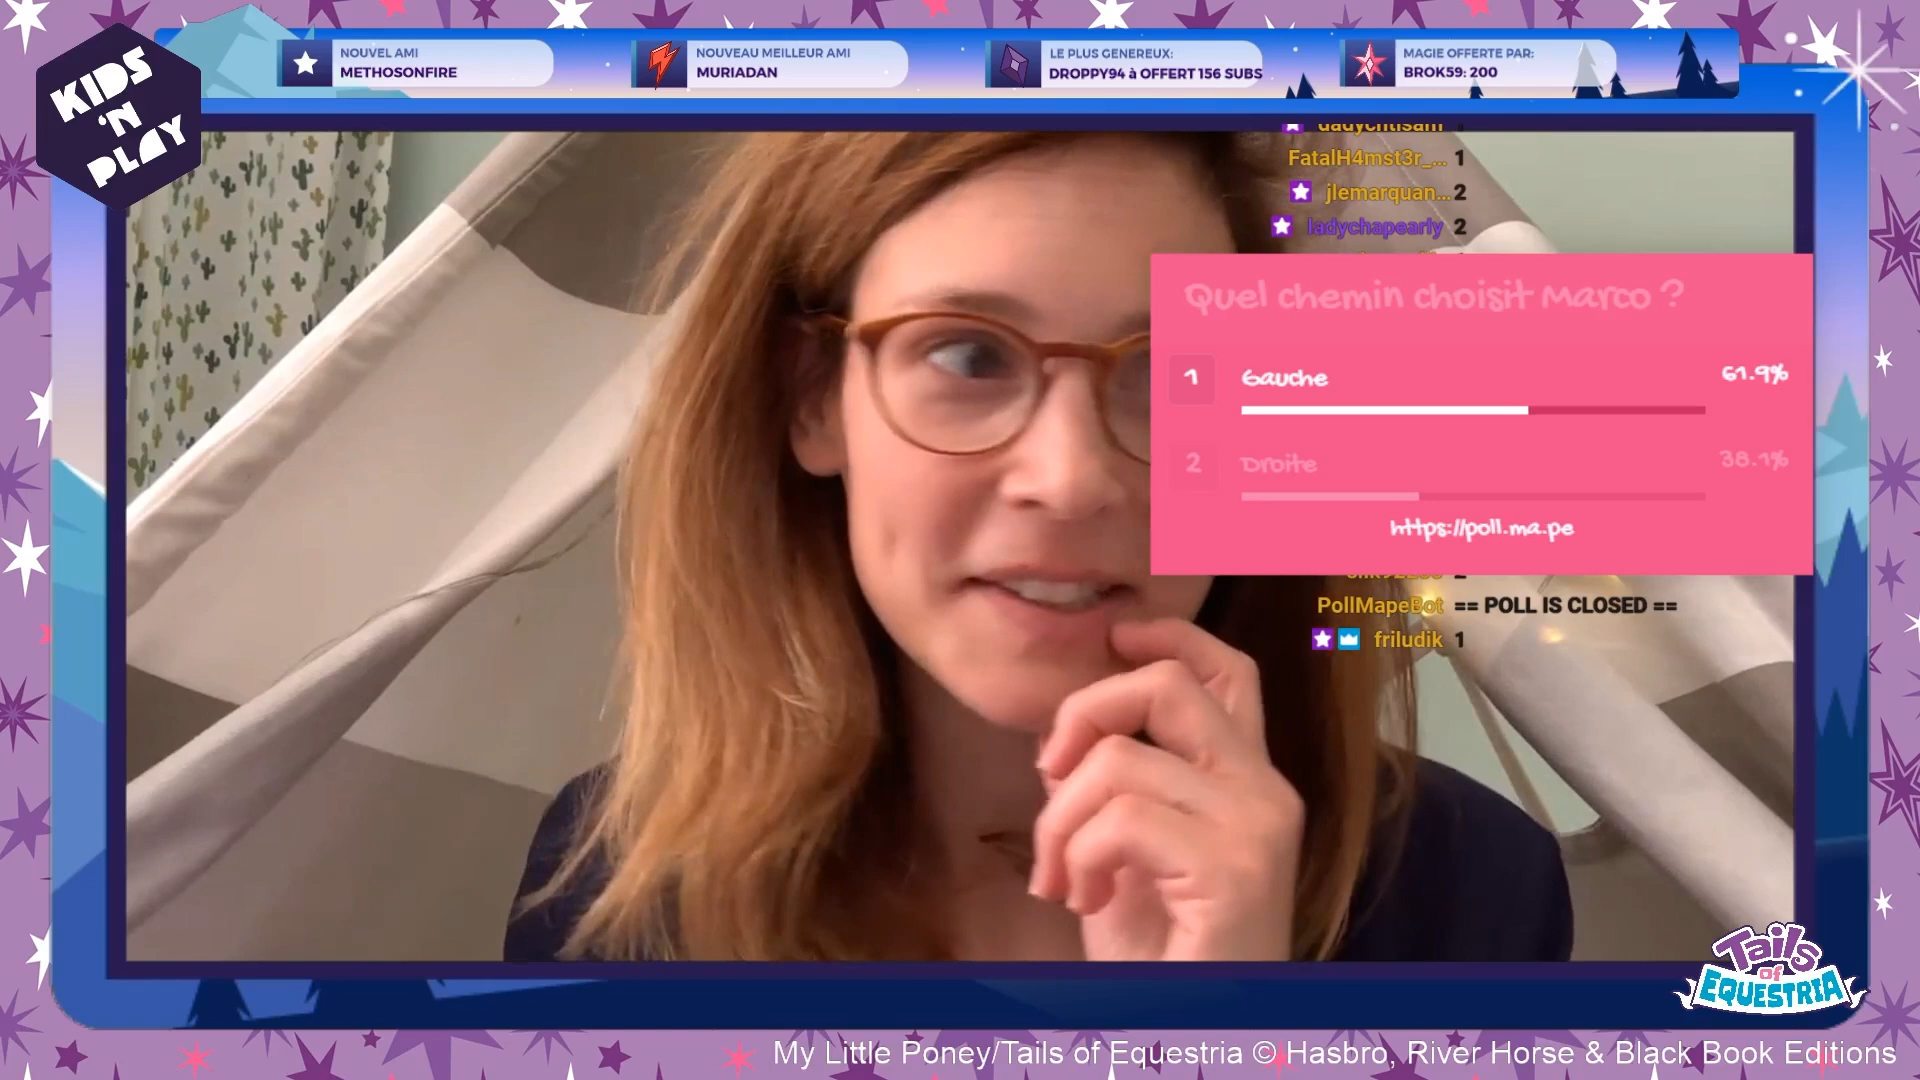 KIDS
'N
PLAY
NOUVEL AMI
METHOSONFIRE
NOUVEAU MEILLEUR AMI
MURIADAN
LE PLUS GENEREUX:
DROPPY94 à OFFERT 156 SUBS
MAGIE OFFERTE PAR:
BROK59: 200
FatalH4mst3r_... 1
jlemarquan... 2
ladychapearly 2
Quel chemin choisit Marco ?
1 Gauche 61.9%
2 Droite 38.1%
https://poll.ma.pe
PollMapeBot == POLL IS CLOSED ==
friludik 1
Tails
of
EQUESTRIA
My Little Poney/Tails of Equestria © Hasbro, River Horse & Black Book Editions